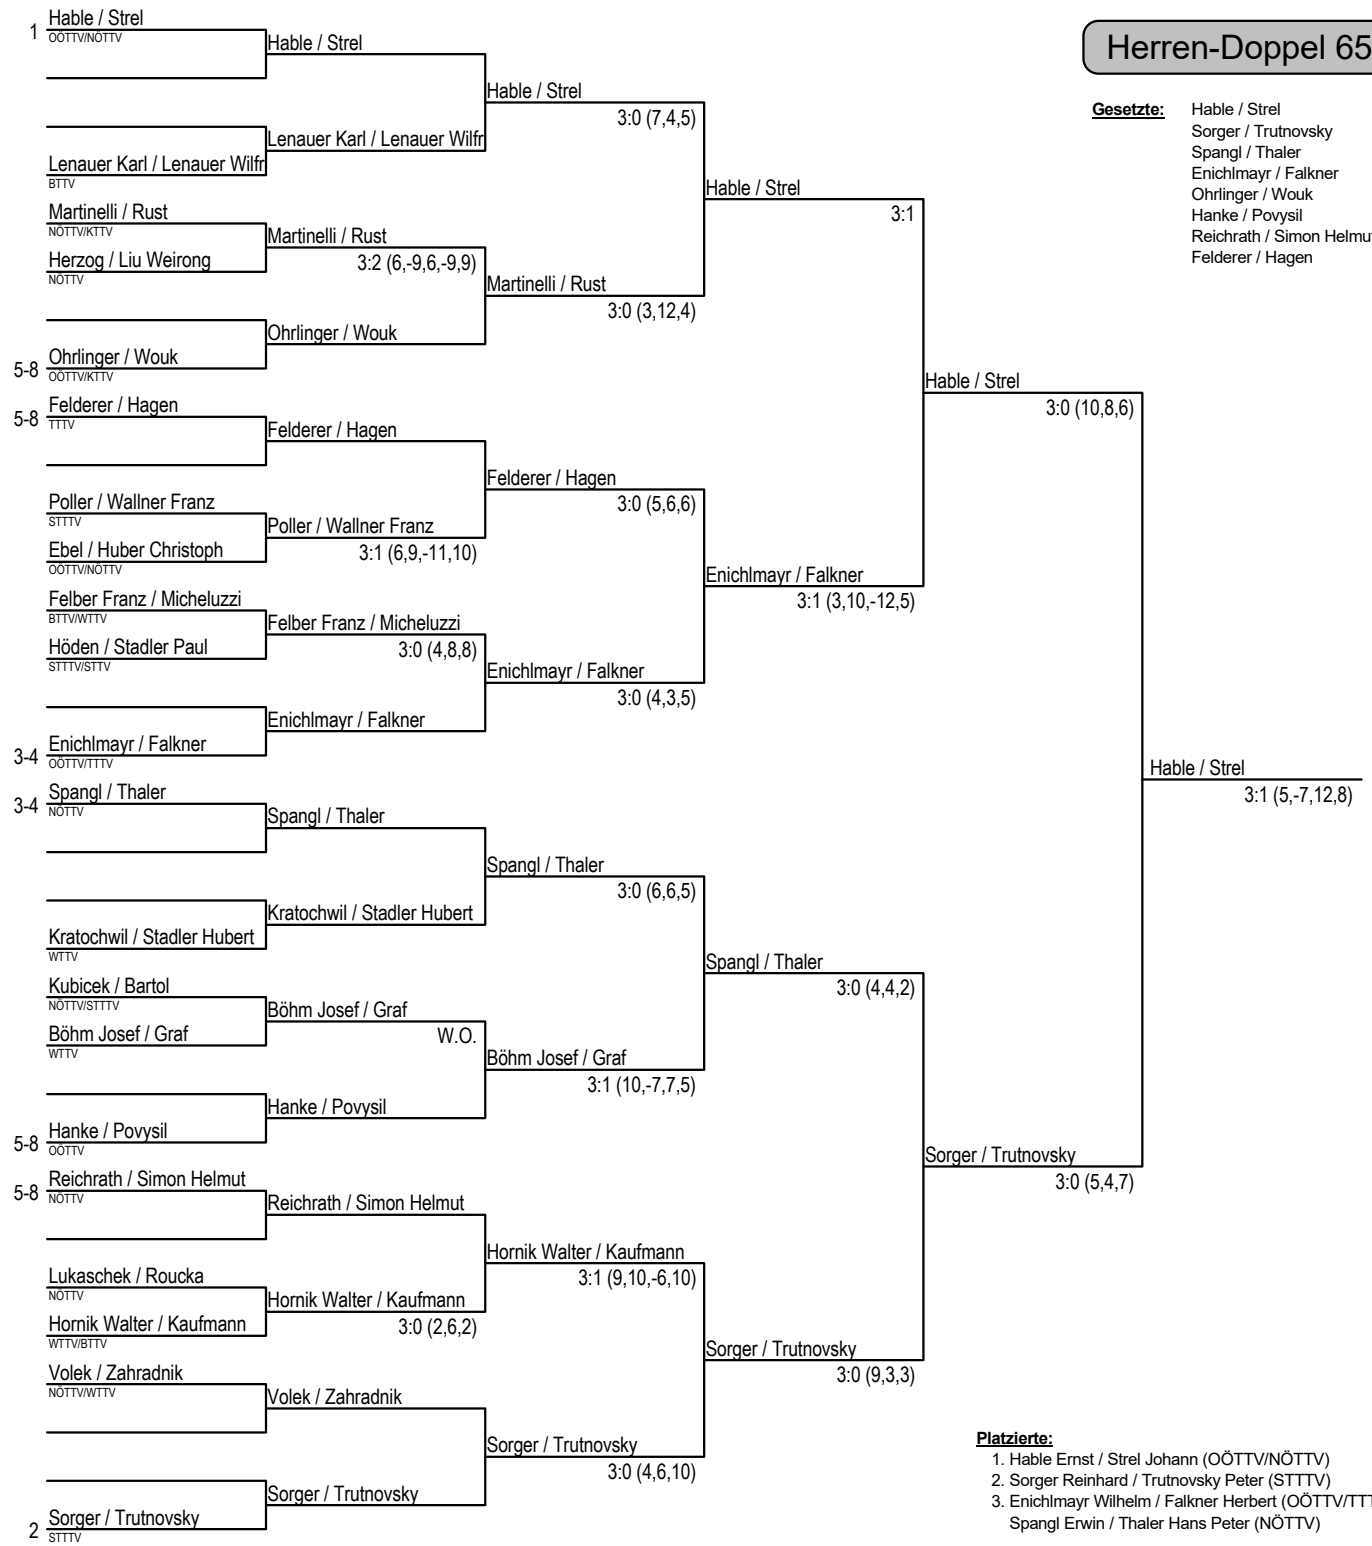 Herren-Doppel 65
Gesetzte:
Hable / Strel
Sorger / Trutnovsky
Spangl / Thaler
Enichlmayr / Falkner
Ohrlinger / Wouk
Hanke / Povysil
Reichrath / Simon Helmut
Felderer / Hagen
1 Hable / Strel
OÖTTV/NÖTTV
Lenauer Karl / Lenauer Wilfr
BTTV
Martinelli / Rust
NÖTTV/KTTV
Herzog / Liu Weirong
NÖTTV
5-8 Ohrlinger / Wouk
OÖTTV/KTTV
5-8 Felderer / Hagen
TTTV
Poller / Wallner Franz
STTTV
Ebel / Huber Christoph
OÖTTV/NÖTTV
Felber Franz / Micheluzzi
BTTV/WTTV
Höden / Stadler Paul
STTTV/STTV
3-4 Enichlmayr / Falkner
OÖTTV/TTTV
3-4 Spangl / Thaler
NÖTTV
Kratochwil / Stadler Hubert
WTTV
Kubicek / Bartol
NÖTTV/STTTV
Böhm Josef / Graf
WTTV
5-8 Hanke / Povysil
OÖTTV
5-8 Reichrath / Simon Helmut
NÖTTV
Lukaschek / Roucka
NÖTTV
Hornik Walter / Kaufmann
WTTV/BTTV
Volek / Zahradnik
NÖTTV/WTTV
2 Sorger / Trutnovsky
STTTV
Hable / Strel
Lenauer Karl / Lenauer Wilfr
Martinelli / Rust
3:2 (6,-9,6,-9,9)
Ohrlinger / Wouk
Felderer / Hagen
Poller / Wallner Franz
3:1 (6,9,-11,10)
Felber Franz / Micheluzzi
3:0 (4,8,8)
Enichlmayr / Falkner
Spangl / Thaler
Kratochwil / Stadler Hubert
Böhm Josef / Graf
W.O.
Hanke / Povysil
Reichrath / Simon Helmut
Hornik Walter / Kaufmann
3:0 (2,6,2)
Volek / Zahradnik
Sorger / Trutnovsky
Hable / Strel
3:0 (7,4,5)
Martinelli / Rust
3:0 (3,12,4)
Felderer / Hagen
3:0 (5,6,6)
Enichlmayr / Falkner
3:0 (4,3,5)
Spangl / Thaler
3:0 (6,6,5)
Böhm Josef / Graf
3:1 (10,-7,7,5)
Hornik Walter / Kaufmann
3:1 (9,10,-6,10)
Sorger / Trutnovsky
3:0 (4,6,10)
Hable / Strel
3:1
Enichlmayr / Falkner
3:1 (3,10,-12,5)
Spangl / Thaler
3:0 (4,4,2)
Sorger / Trutnovsky
3:0 (9,3,3)
Hable / Strel
3:0 (10,8,6)
Sorger / Trutnovsky
3:0 (5,4,7)
Hable / Strel
3:1 (5,-7,12,8)
Platzierte:
1. Hable Ernst / Strel Johann (OÖTTV/NÖTTV)
2. Sorger Reinhard / Trutnovsky Peter (STTTV)
3. Enichlmayr Wilhelm / Falkner Herbert (OÖTTV/TTT
Spangl Erwin / Thaler Hans Peter (NÖTTV)